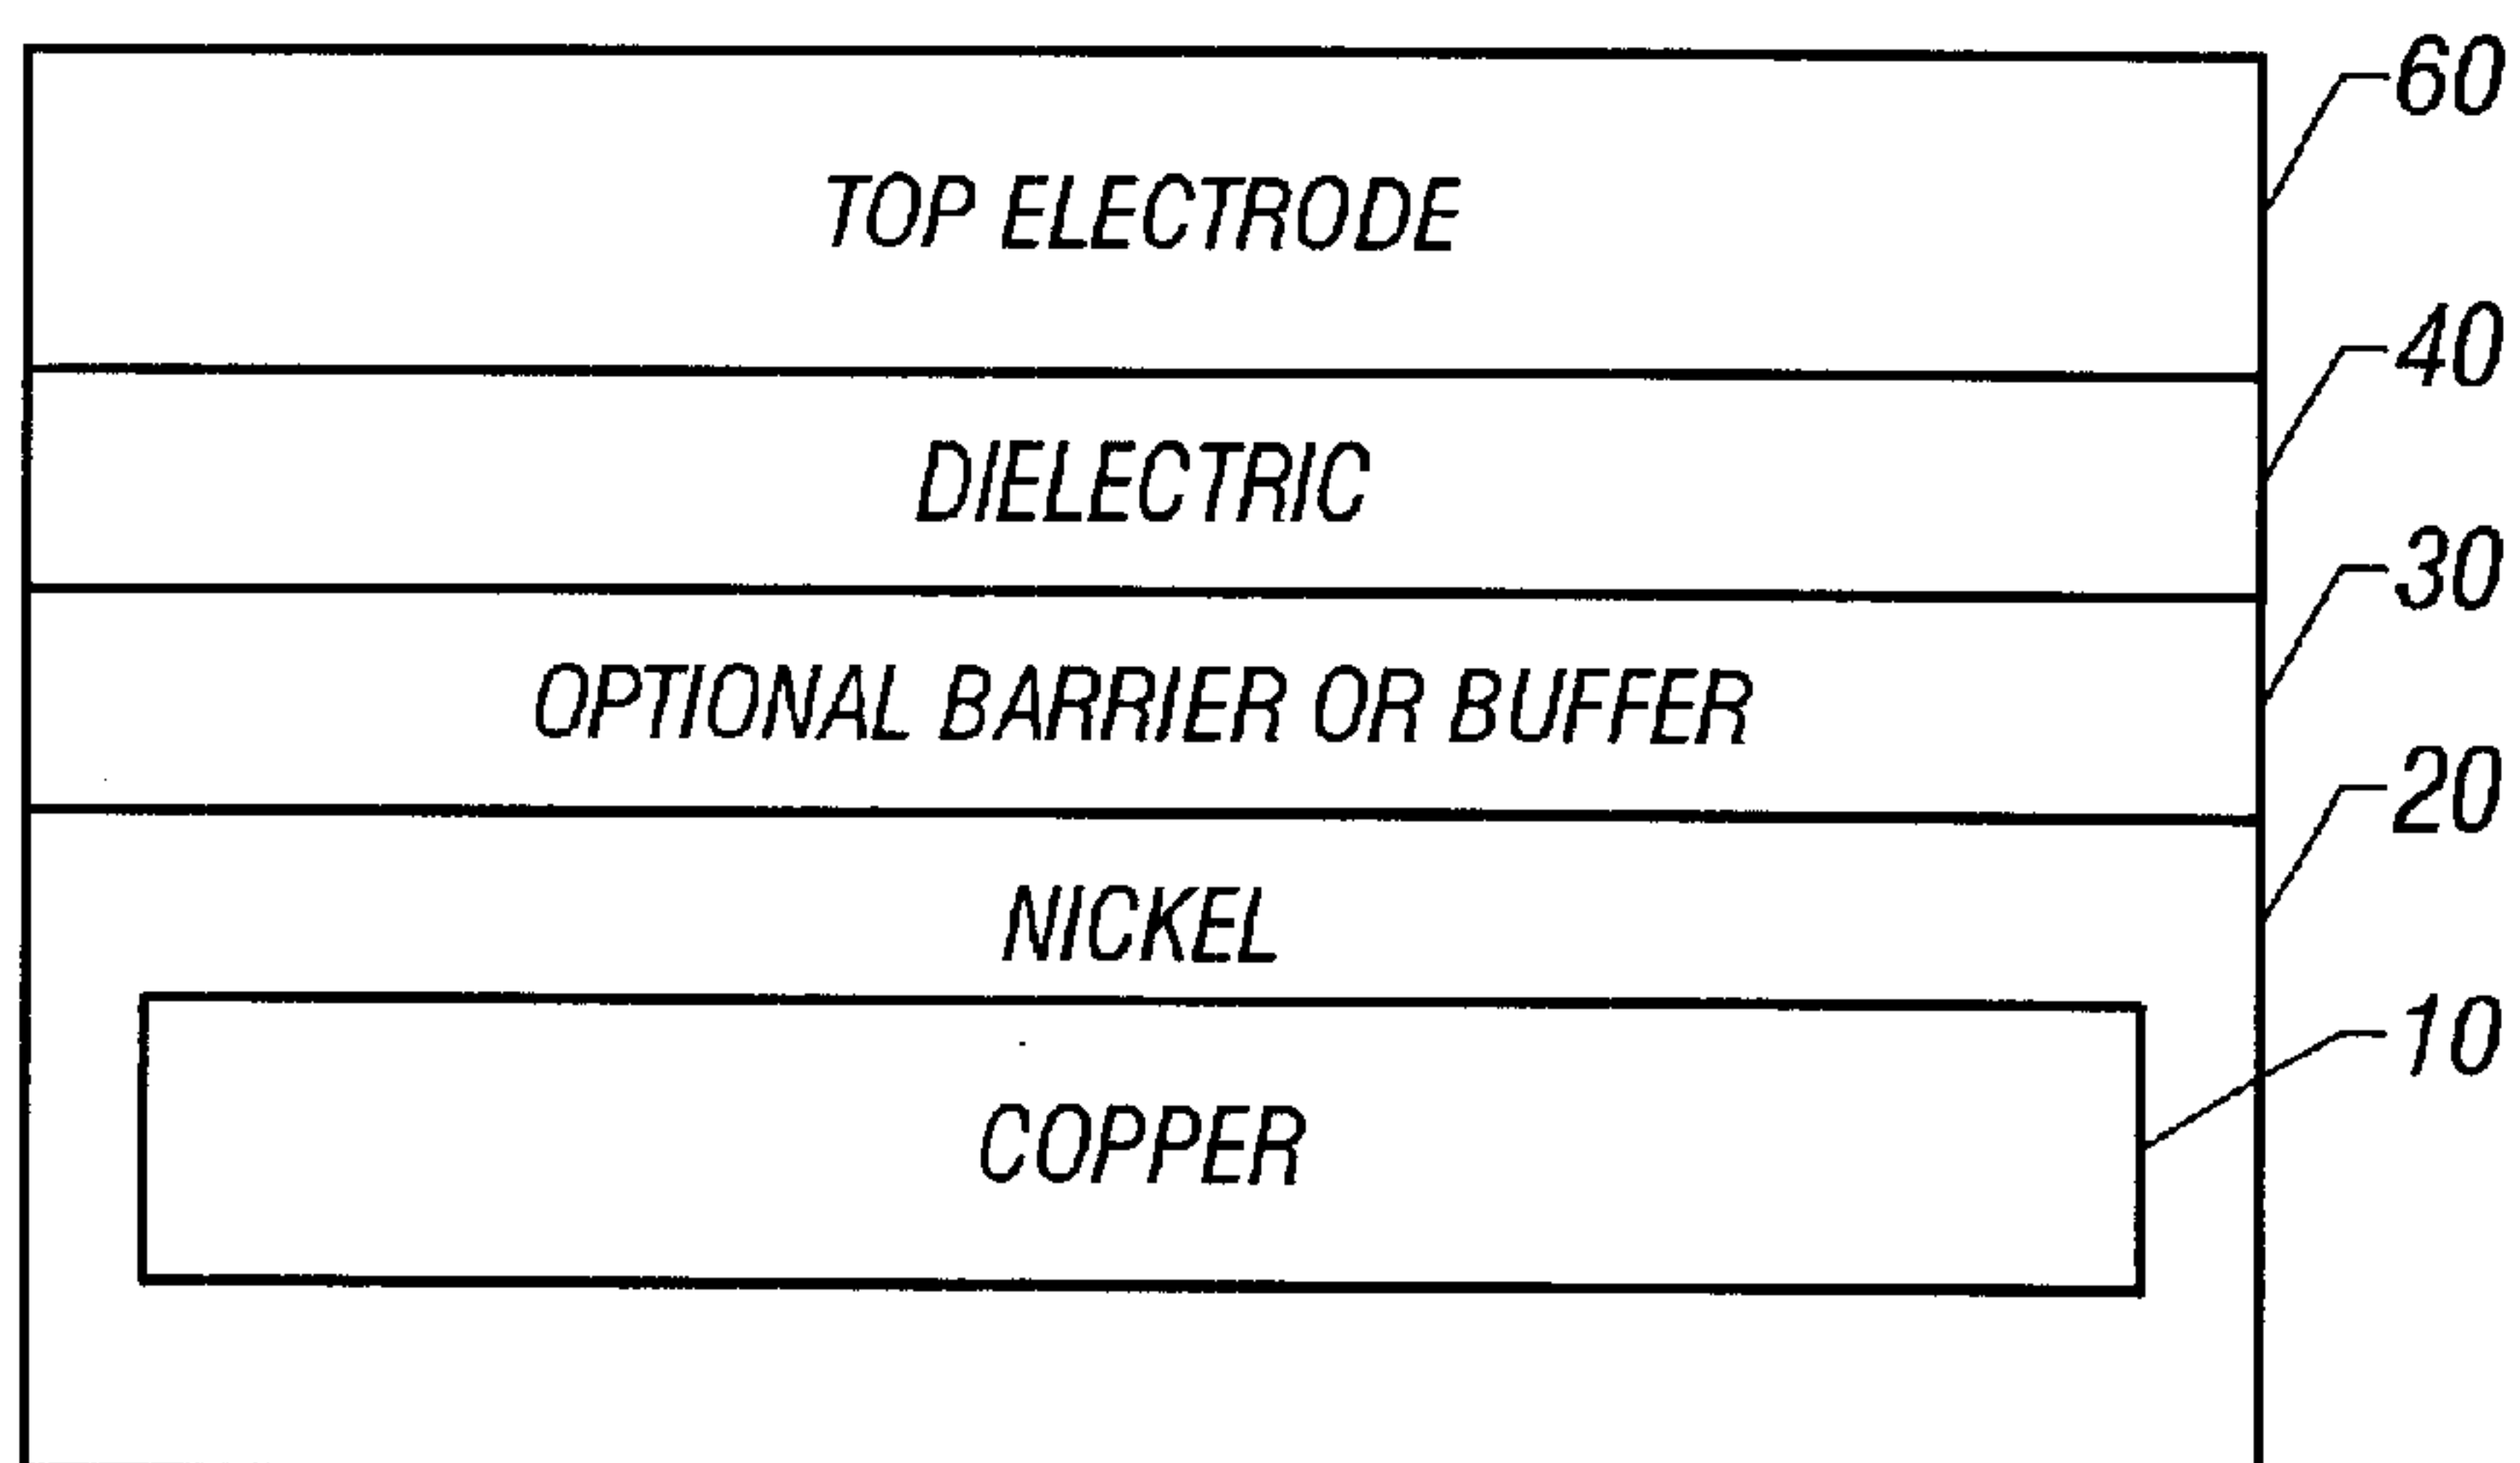 60
TOP ELECTRODE
40
DIELECTRIC
30
OPTIONAL BARRIER OR BUFFER
20
NICKEL
10
COPPER